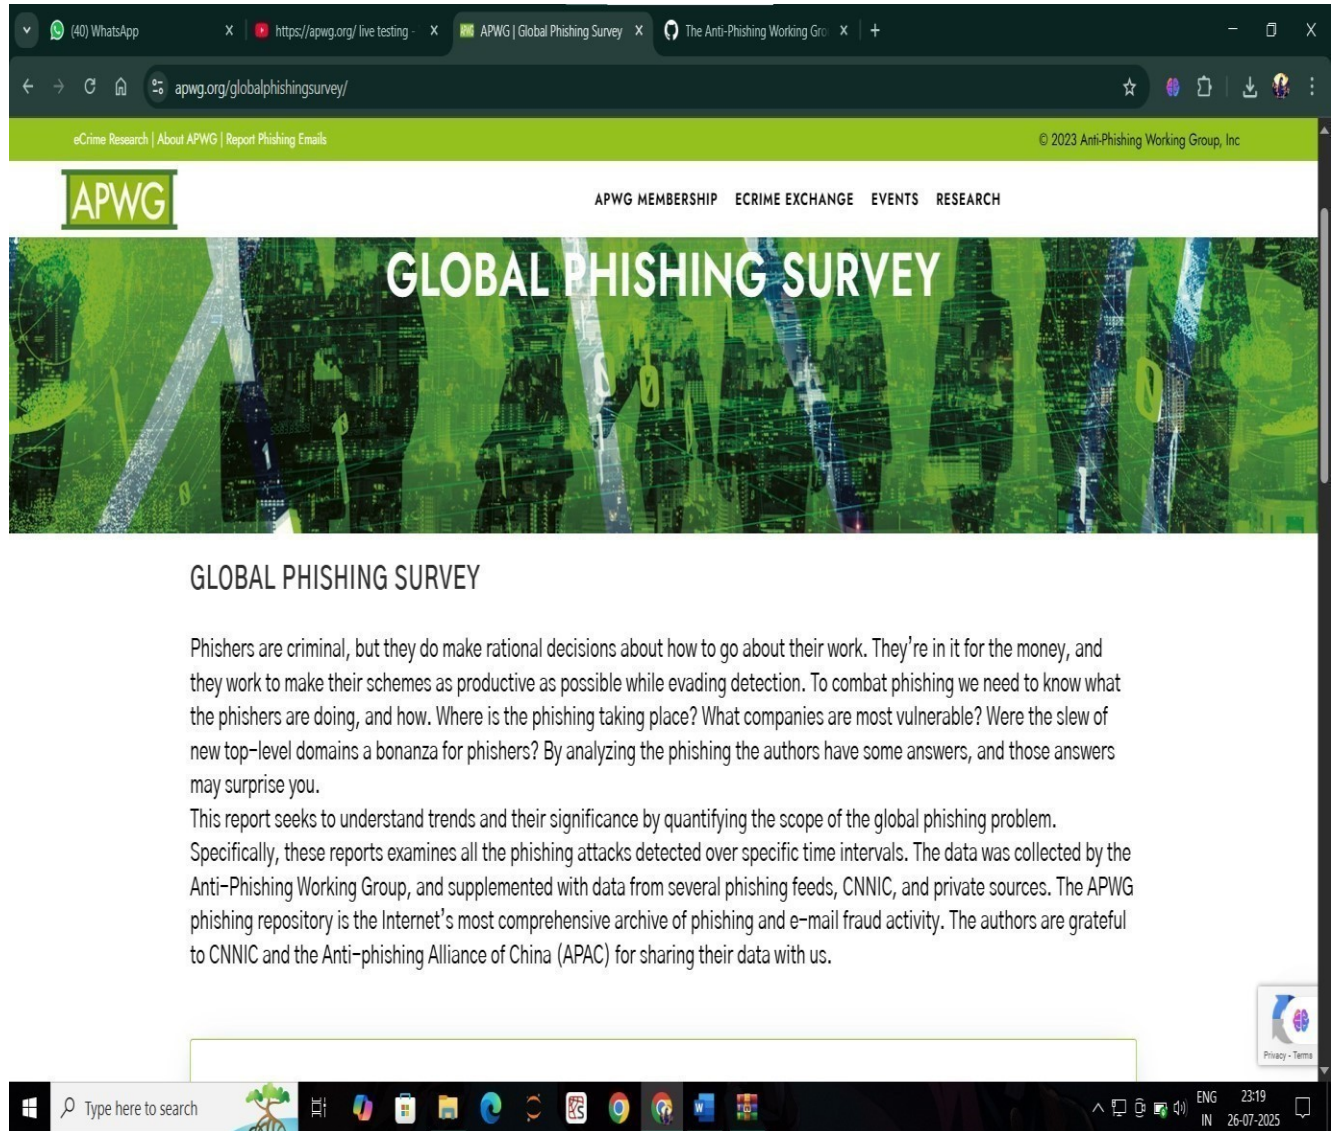 (40) WhatsApp
https://apwg.org/ live testing -
APWG | Global Phishing Survey
The Anti-Phishing Working Gro
apwg.org/globalphishingsurvey/
eCrime Research | About APWG | Report Phishing Emails
© 2023 Anti-Phishing Working Group, Inc
APWG
APWG MEMBERSHIP ECRIME EXCHANGE EVENTS RESEARCH
GLOBAL PHISHING SURVEY
GLOBAL PHISHING SURVEY
Phishers are criminal, but they do make rational decisions about how to go about their work. They’re in it for the money, and
they work to make their schemes as productive as possible while evading detection. To combat phishing we need to know what
the phishers are doing, and how. Where is the phishing taking place? What companies are most vulnerable? Were the slew of
new top-level domains a bonanza for phishers? By analyzing the phishing the authors have some answers, and those answers
may surprise you.
This report seeks to understand trends and their significance by quantifying the scope of the global phishing problem.
Specifically, these reports examines all the phishing attacks detected over specific time intervals. The data was collected by the
Anti-Phishing Working Group, and supplemented with data from several phishing feeds, CNNIC, and private sources. The APWG
phishing repository is the Internet’s most comprehensive archive of phishing and e-mail fraud activity. The authors are grateful
to CNNIC and the Anti-phishing Alliance of China (APAC) for sharing their data with us.
Privacy - Terms
Type here to search
ENG
IN
23:19
26-07-2025